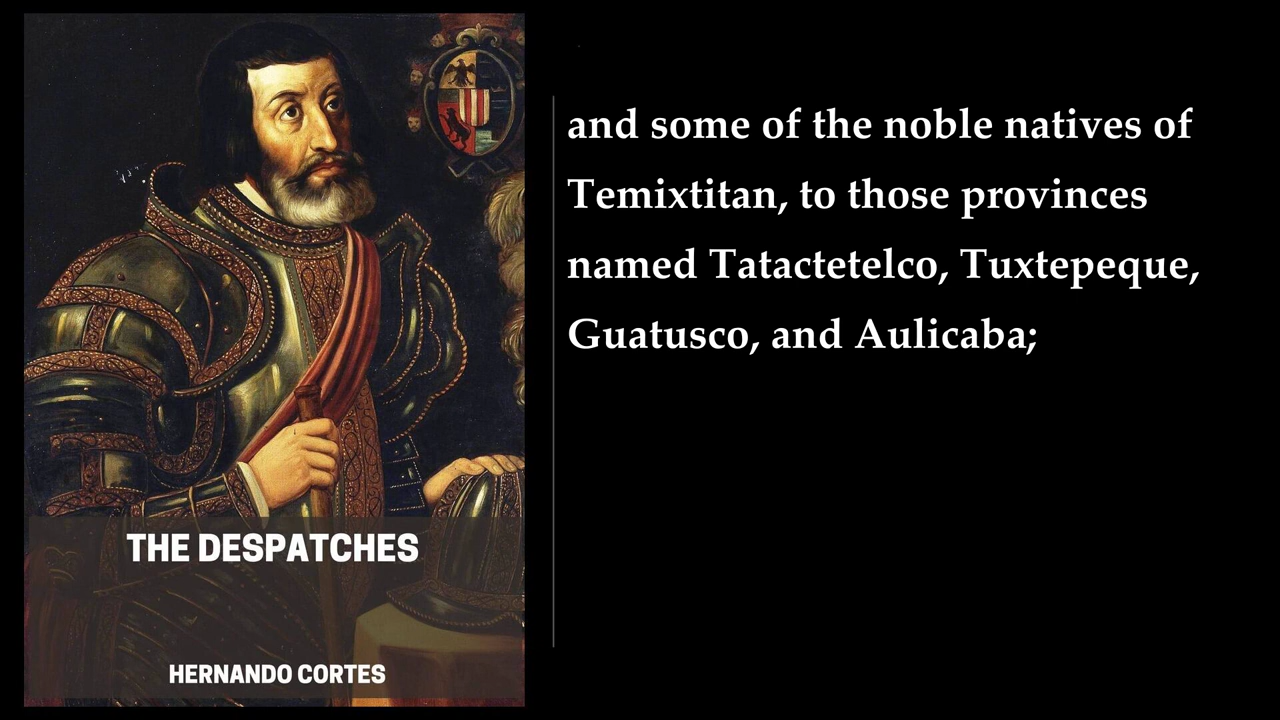 THE DESPATCHES
HERNANDO CORTES
and some of the noble natives of
Temixtitan, to those provinces
named Tatactetelco, Tuxtepeque,
Guatusco, and Aulicaba;